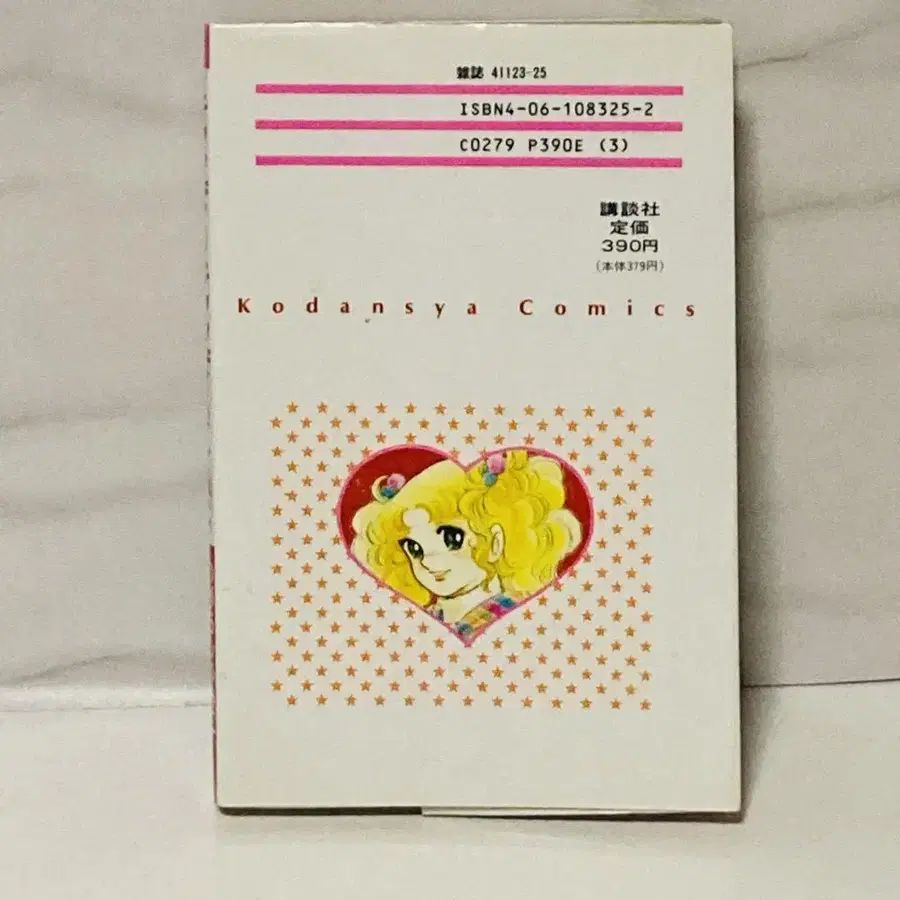 雑誌 41123-25
ISBN4-06-108325-2
C0279 P390E (3)
講談社
定価
390円
(本体379円)
Kodansya Comics